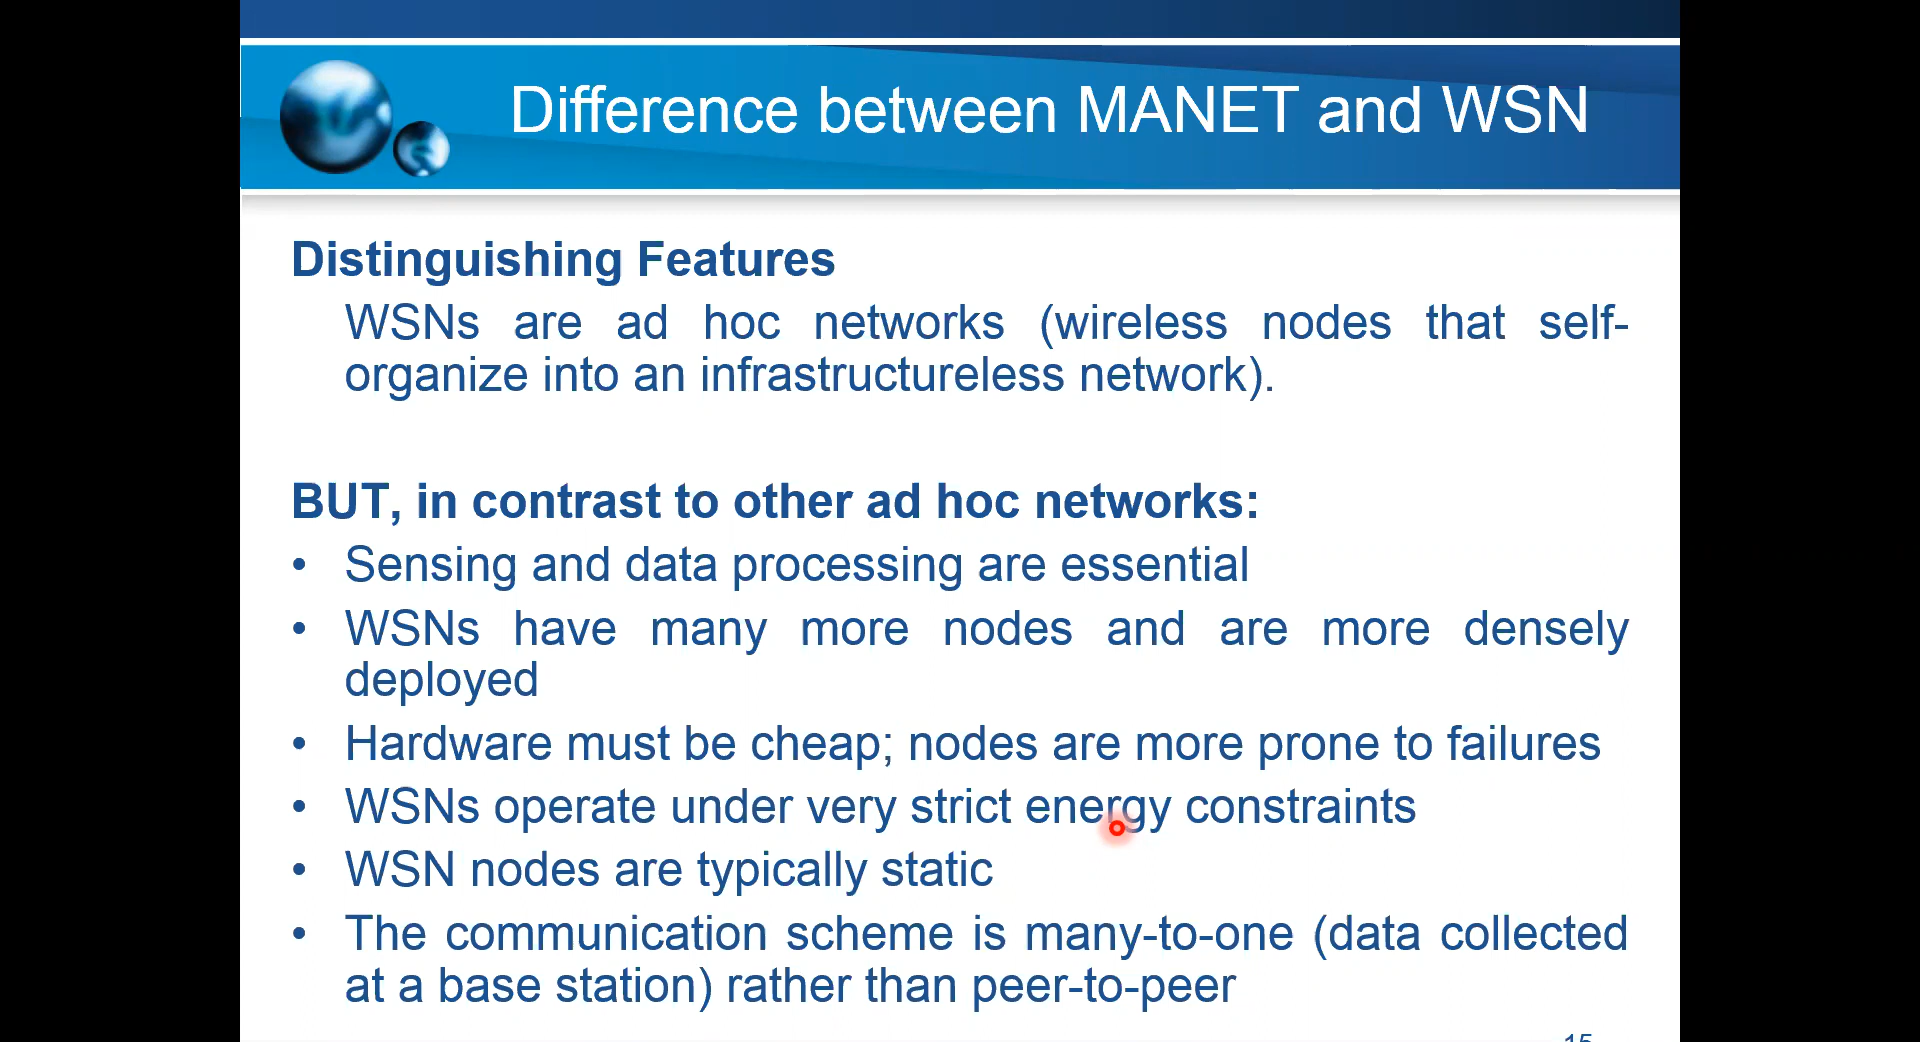 Difference between MANET and WSN
Distinguishing Features
WSNs are ad hoc networks (wireless nodes that self-
organize into an infrastructureless network).
BUT, in contrast to other ad hoc networks:
• Sensing and data processing are essential
• WSNs have many more nodes and are more densely
deployed
• Hardware must be cheap; nodes are more prone to failures
• WSNs operate under very strict energy constraints
• WSN nodes are typically static
• The communication scheme is many-to-one (data collected
at a base station) rather than peer-to-peer
15